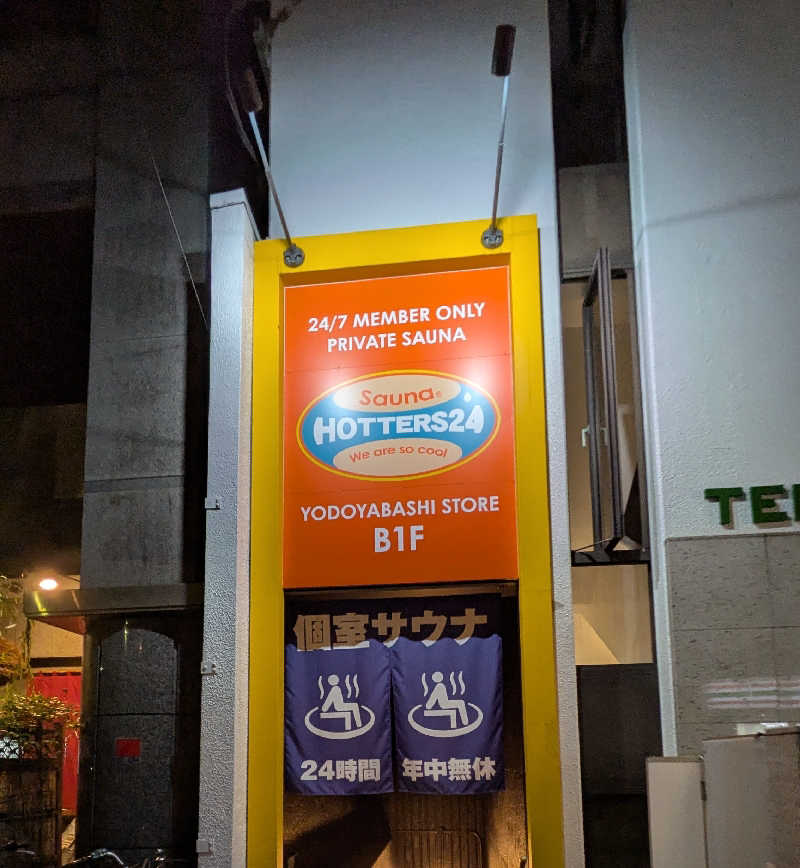 24/7 MEMBER ONLY
PRIVATE SAUNA
Sauna®
HOTTERS24
We are so cool
YODOYABASHI STORE
B1F
TE
個室サウナ
24時間 年中無休